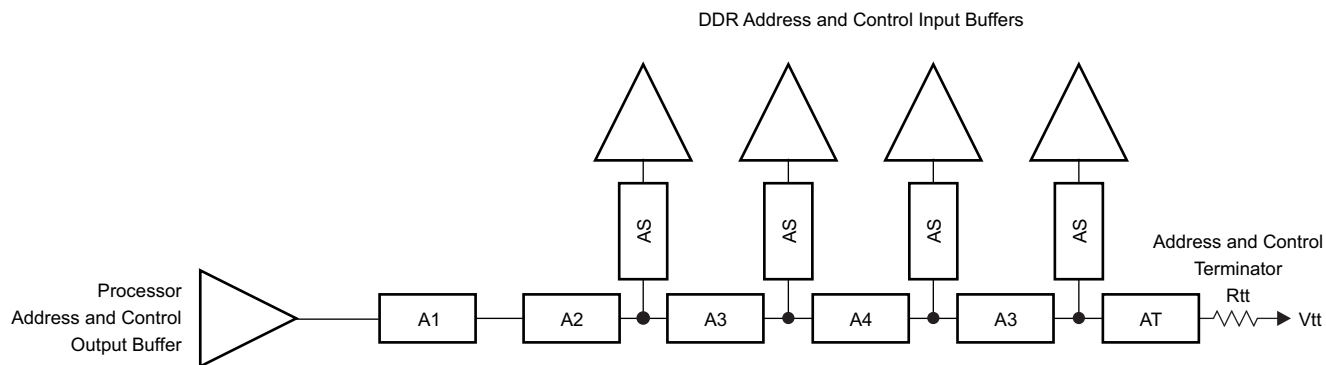 DDR Address and Control Input Buffers
AS
AS
AS
AS
Address and Control
Terminator
Rtt
Processor
Address and Control
Output Buffer
A1
A2
A3
A4
A3
AT
Vtt